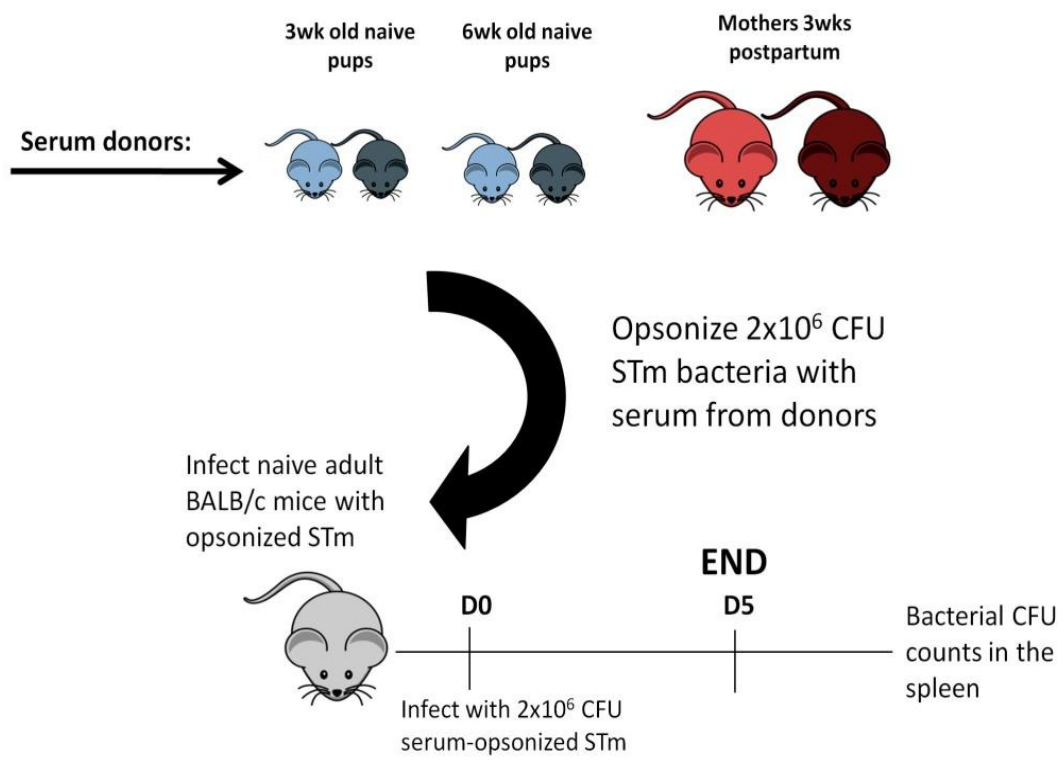 3wk old naive
pups
6wk old naive
pups
Mothers 3wks
postpartum
Serum donors:
Opsonize 2x10⁶ CFU
STm bacteria with
serum from donors
Infect naive adult
BALB/c mice with
opsonized STm
END
D0
D5
Bacterial CFU
counts in the
spleen
Infect with 2x10⁶ CFU
serum-opsonized STm